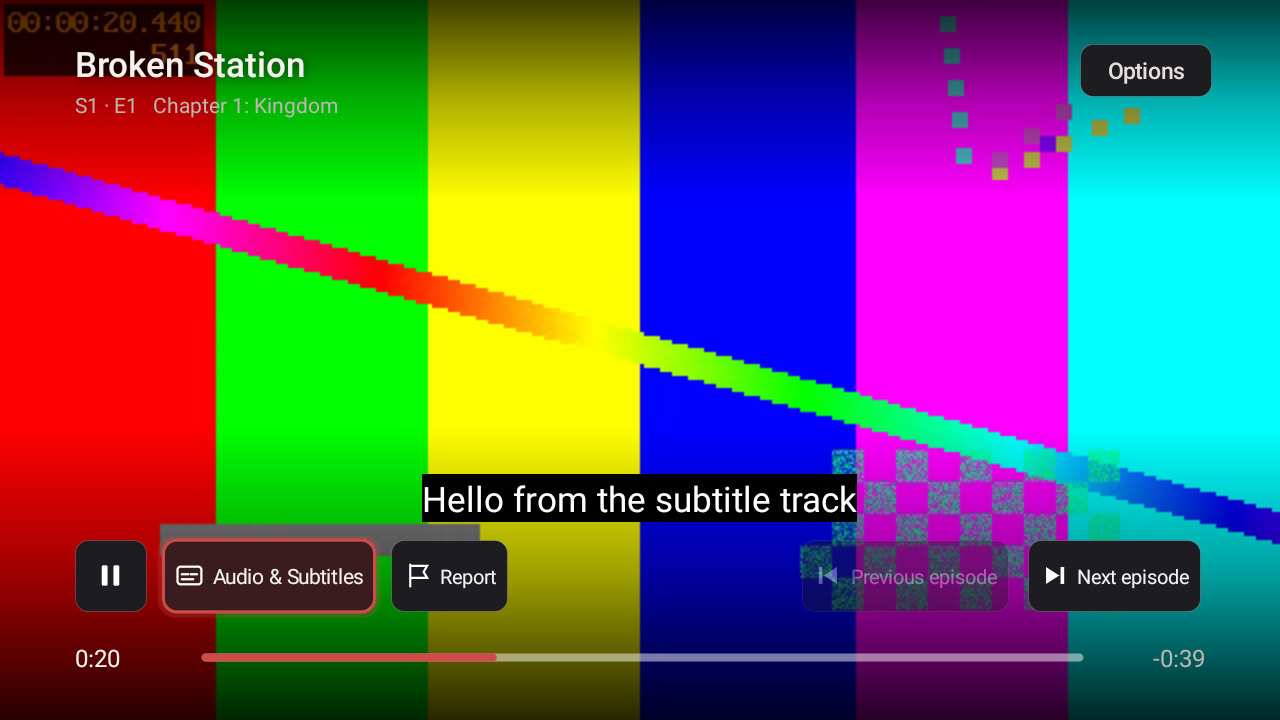 00:00:20.440
511
Broken Station
Options
S1 · E1 Chapter 1: Kingdom
Hello from the subtitle track
Audio & Subtitles
Report
Previous episode
Next episode
0:20
-0:39